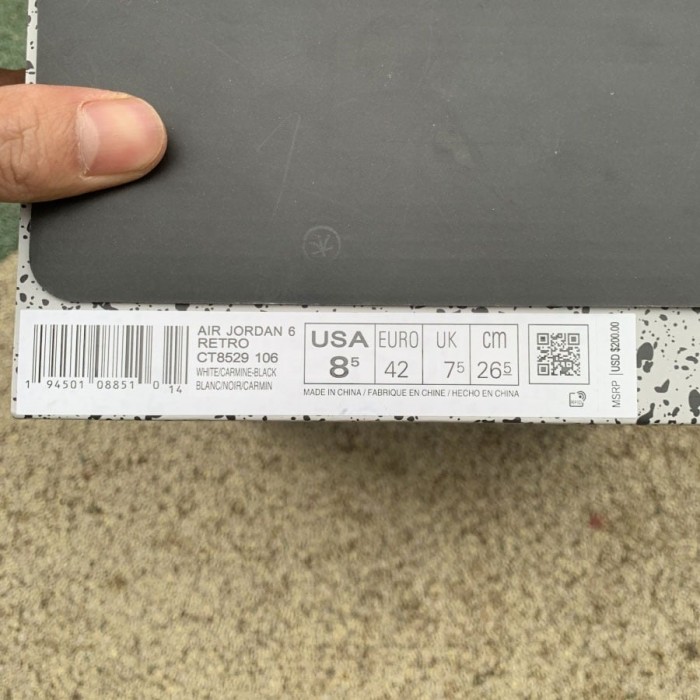 1 94501 08851 0 14
AIR JORDAN 6
RETRO
CT8529 106
WHITE/CARMINE-BLACK
BLANC/NOIR/CARMIN
USA
8⁵
EURO
42
UK
7⁵
cm
26⁵
MADE IN CHINA / FABRIQUE EN CHINE / HECHO EN CHINA
MSRP USD $200.00